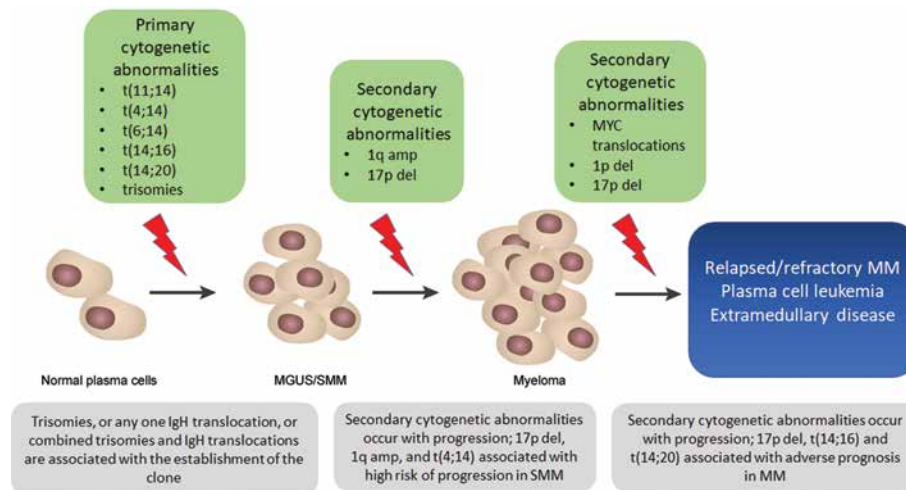 Primary
cytogenetic
abnormalities
• t(11;14)
• t(4;14)
• t(6;14)
• t(14;16)
• t(14;20)
• trisomies
Secondary
cytogenetic
abnormalities
• 1q amp
• 17p del
Secondary
cytogenetic
abnormalities
• MYC
translocations
• 1p del
• 17p del
Relapsed/refractory MM
Plasma cell leukemia
Extramedullary disease
Normal plasma cells
MGUS/SMM
Myeloma
Trisomies, or any one IgH translocation, or
combined trisomies and IgH translocations
are associated with the establishment of the
clone
Secondary cytogenetic abnormalities
occur with progression; 17p del,
1q amp, and t(4;14) associated with
high risk of progression in SMM
Secondary cytogenetic abnormalities occur
with progression; 17p del, t(14;16) and
t(14;20) associated with adverse prognosis
in MM